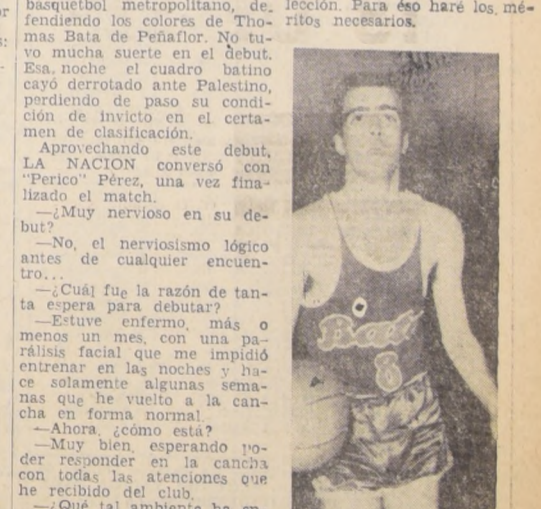 basquetbol metropolitano, de-
fendiendo los colores de Tho-
mas Bata de Peñaflor. No tu-
vo mucha suerte en el debut.
Esa noche el cuadro batino
cayó derrotado ante Palestino,
perdiendo de paso su condi-
ción de invicto en el certa-
men de clasificación.
Aprovechando este debut,
LA NACION conversó con
"Perico" Pérez, una vez fina-
lizado el match.
—¿Muy nervioso en su de-
but?
—No, el nerviosismo lógico
antes de cualquier encuen-
tro...
—¿Cuál fue la razón de tan-
ta espera para debutar?
—Estuve enfermo, más o
menos un mes, con una pa-
rálisis facial que me impidió
entrenar en las noches y ha-
ce solamente algunas sema-
nas que he vuelto a la can-
cha en forma normal.
—Ahora, ¿cómo está?
—Muy bien, esperando po-
der responder en la cancha
con todas las atenciones que
he recibido del club.
—¿Qué tal ambiente ha en-
lección. Para eso haré los mé-
ritos necesarios.
Bata
8